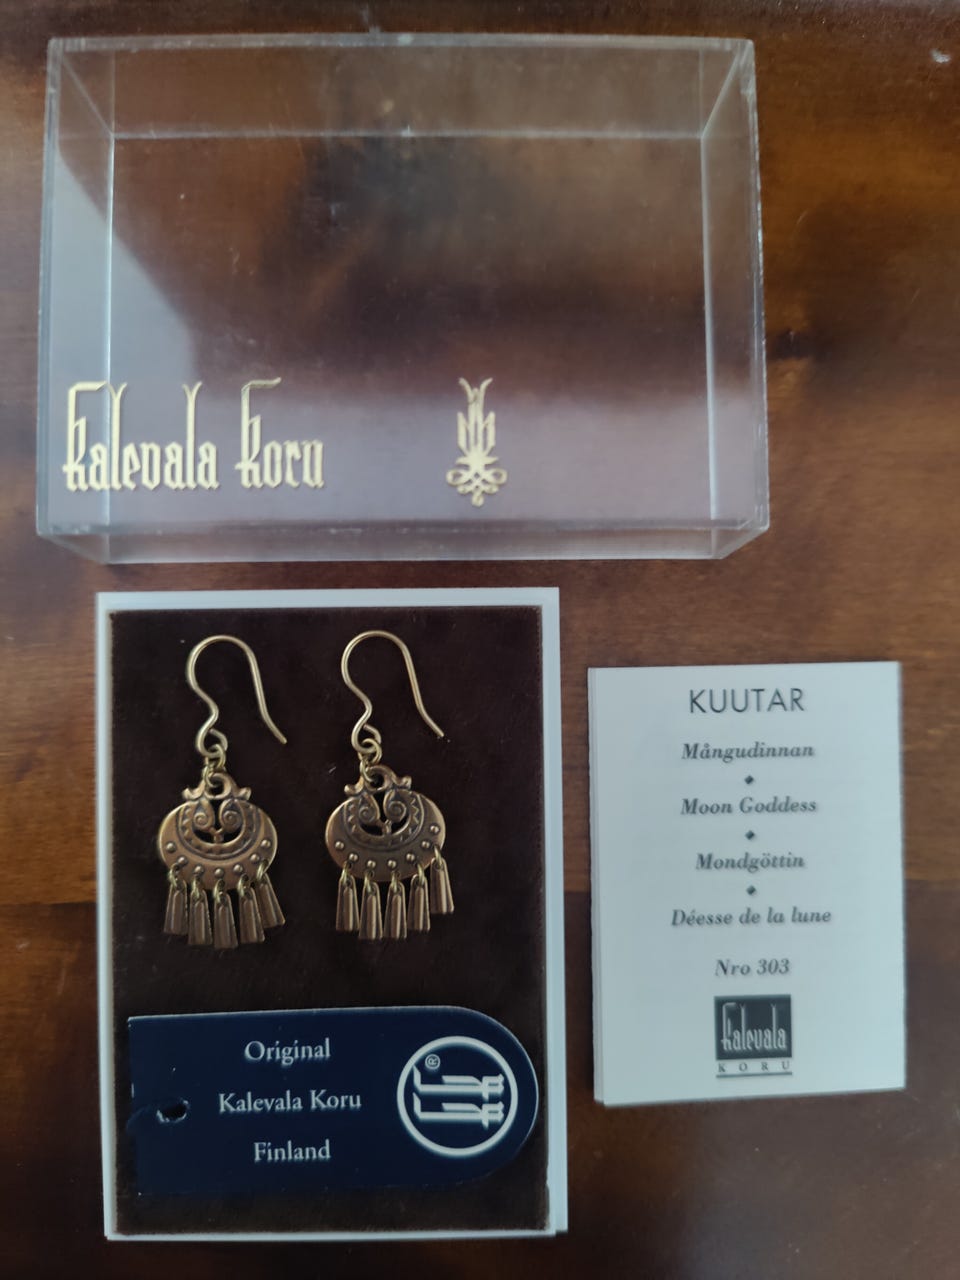 Kalevala Koru
KUUTAR
Mångudinnan
Moon Goddess
Mondgöttin
Déesse de la lune
Nro 303
Kalevala
KORU
Original
Kalevala Koru
Finland
KK®